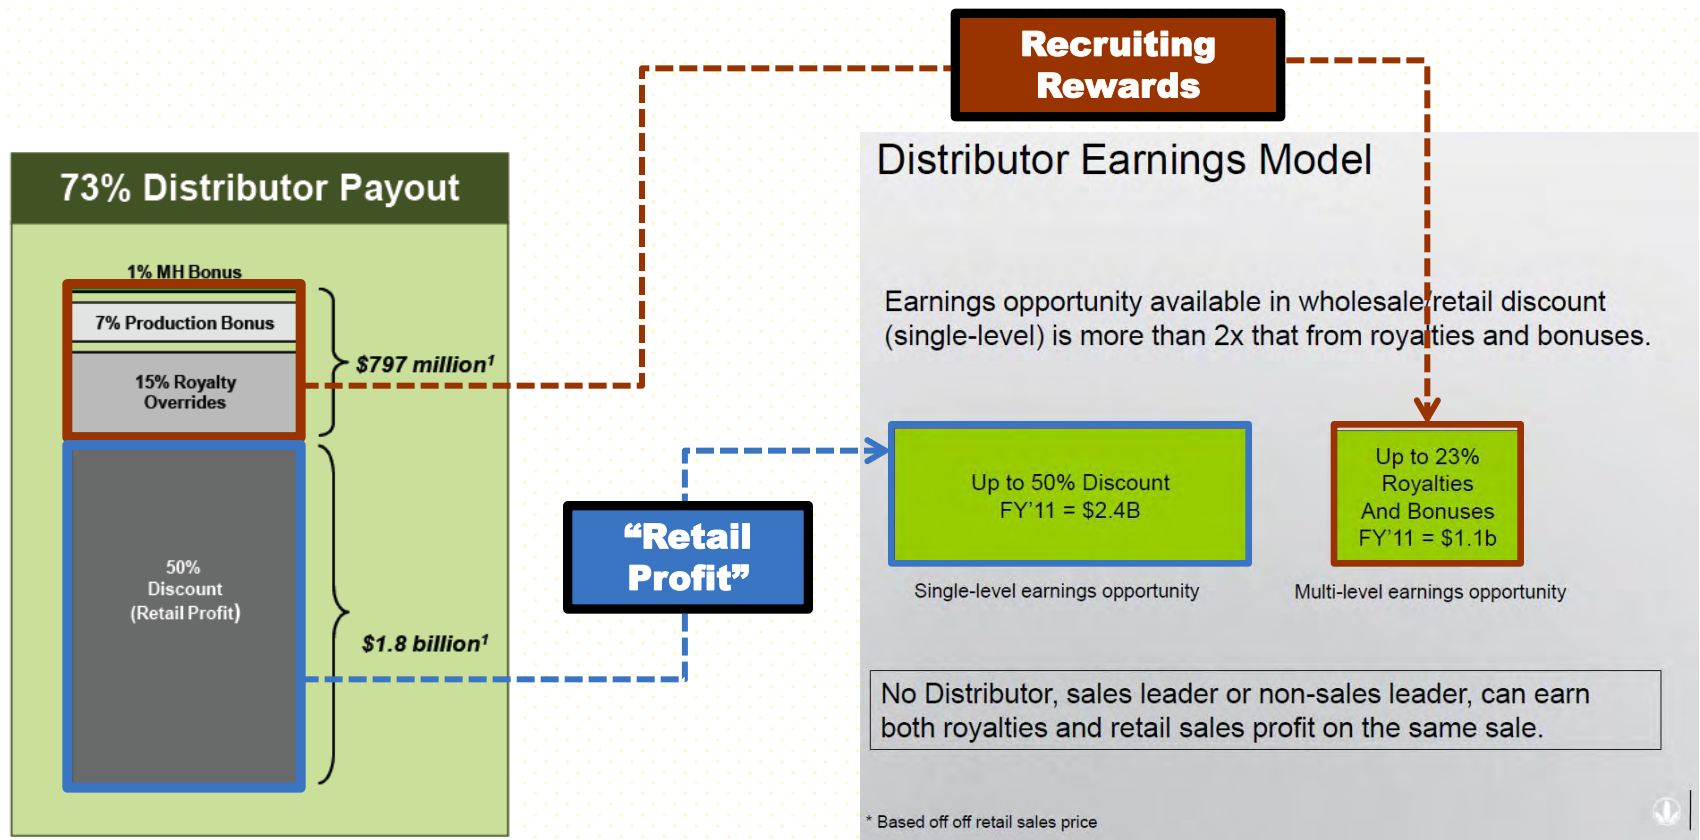 Recruiting
Rewards
73% Distributor Payout
1% MH Bonus
7% Production Bonus
15% Royalty
Overrides
$797 million¹
50%
Discount
(Retail Profit)
$1.8 billion¹
“Retail
Profit”
Distributor Earnings Model
Earnings opportunity available in wholesale/retail discount
(single-level) is more than 2x that from royalties and bonuses.
Up to 50% Discount
FY’11 = $2.4B
Single-level earnings opportunity
Up to 23%
Royalties
And Bonuses
FY’11 = $1.1b
Multi-level earnings opportunity
No Distributor, sales leader or non-sales leader, can earn
both royalties and retail sales profit on the same sale.
* Based off off retail sales price